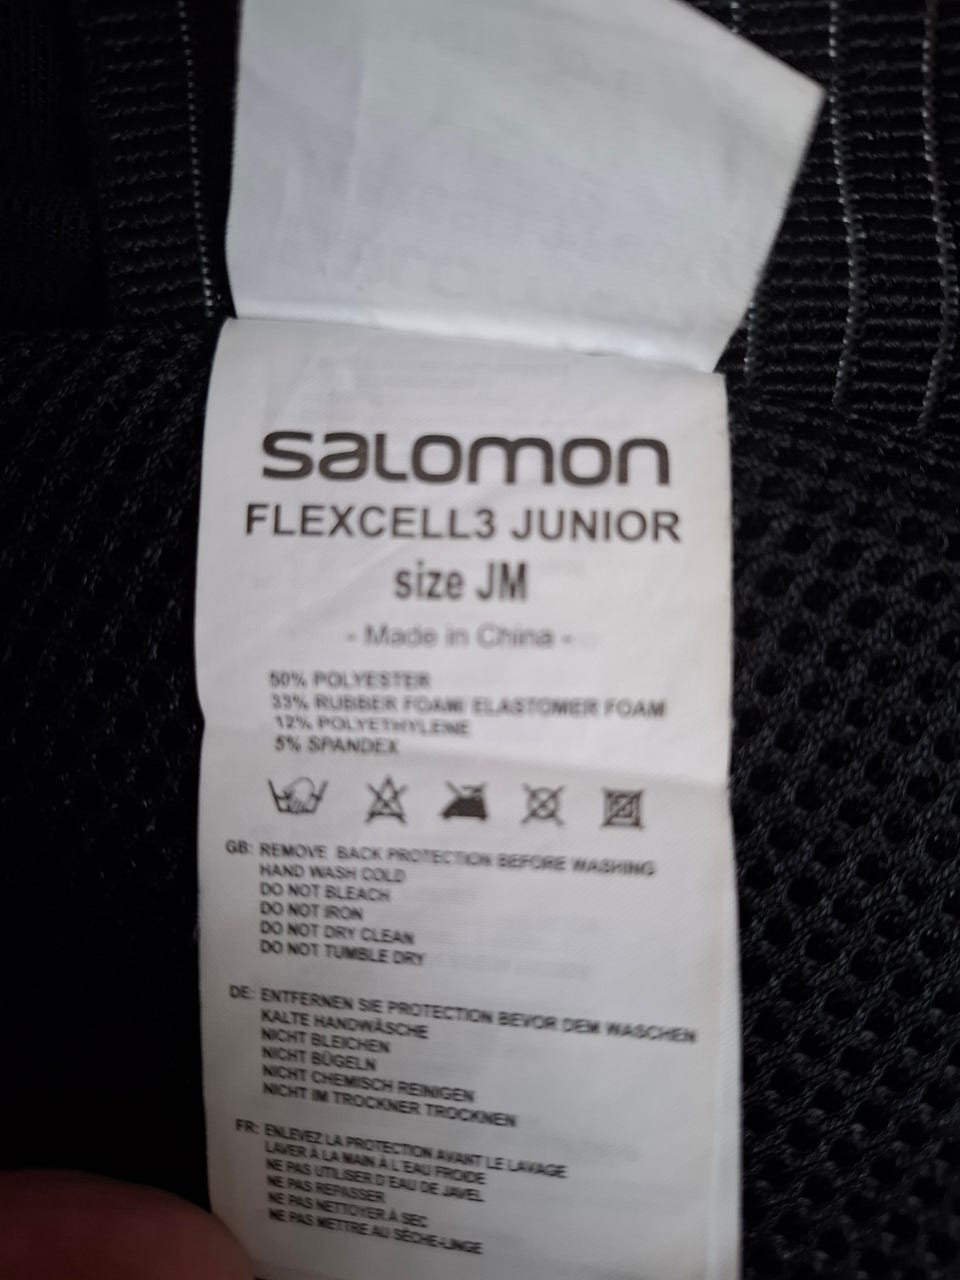 salomon
FLEXCELL3 JUNIOR
size JM
- Made in China -
50% POLYESTER
33% RUBBER FOAM/ ELASTOMER FOAM
12% POLYETHYLENE
5% SPANDEX
GB: REMOVE BACK PROTECTION BEFORE WASHING
HAND WASH COLD
DO NOT BLEACH
DO NOT IRON
DO NOT DRY CLEAN
DO NOT TUMBLE DRY
DE: ENTFERNEN SIE PROTECTION BEVOR DEM WASCHEN
KALTE HANDWÄSCHE
NICHT BLEICHEN
NICHT BÜGELN
NICHT CHEMISCH REINIGEN
NICHT IM TROCKNER TROCKNEN
FR: ENLEVEZ LA PROTECTION AVANT LE LAVAGE
LAVER À LA MAIN À L'EAU FROIDE
NE PAS UTILISER D'EAU DE JAVEL
NE PAS REPASSER
NE PAS NETTOYER À SEC
NE PAS METTRE AU SÈCHE-LINGE